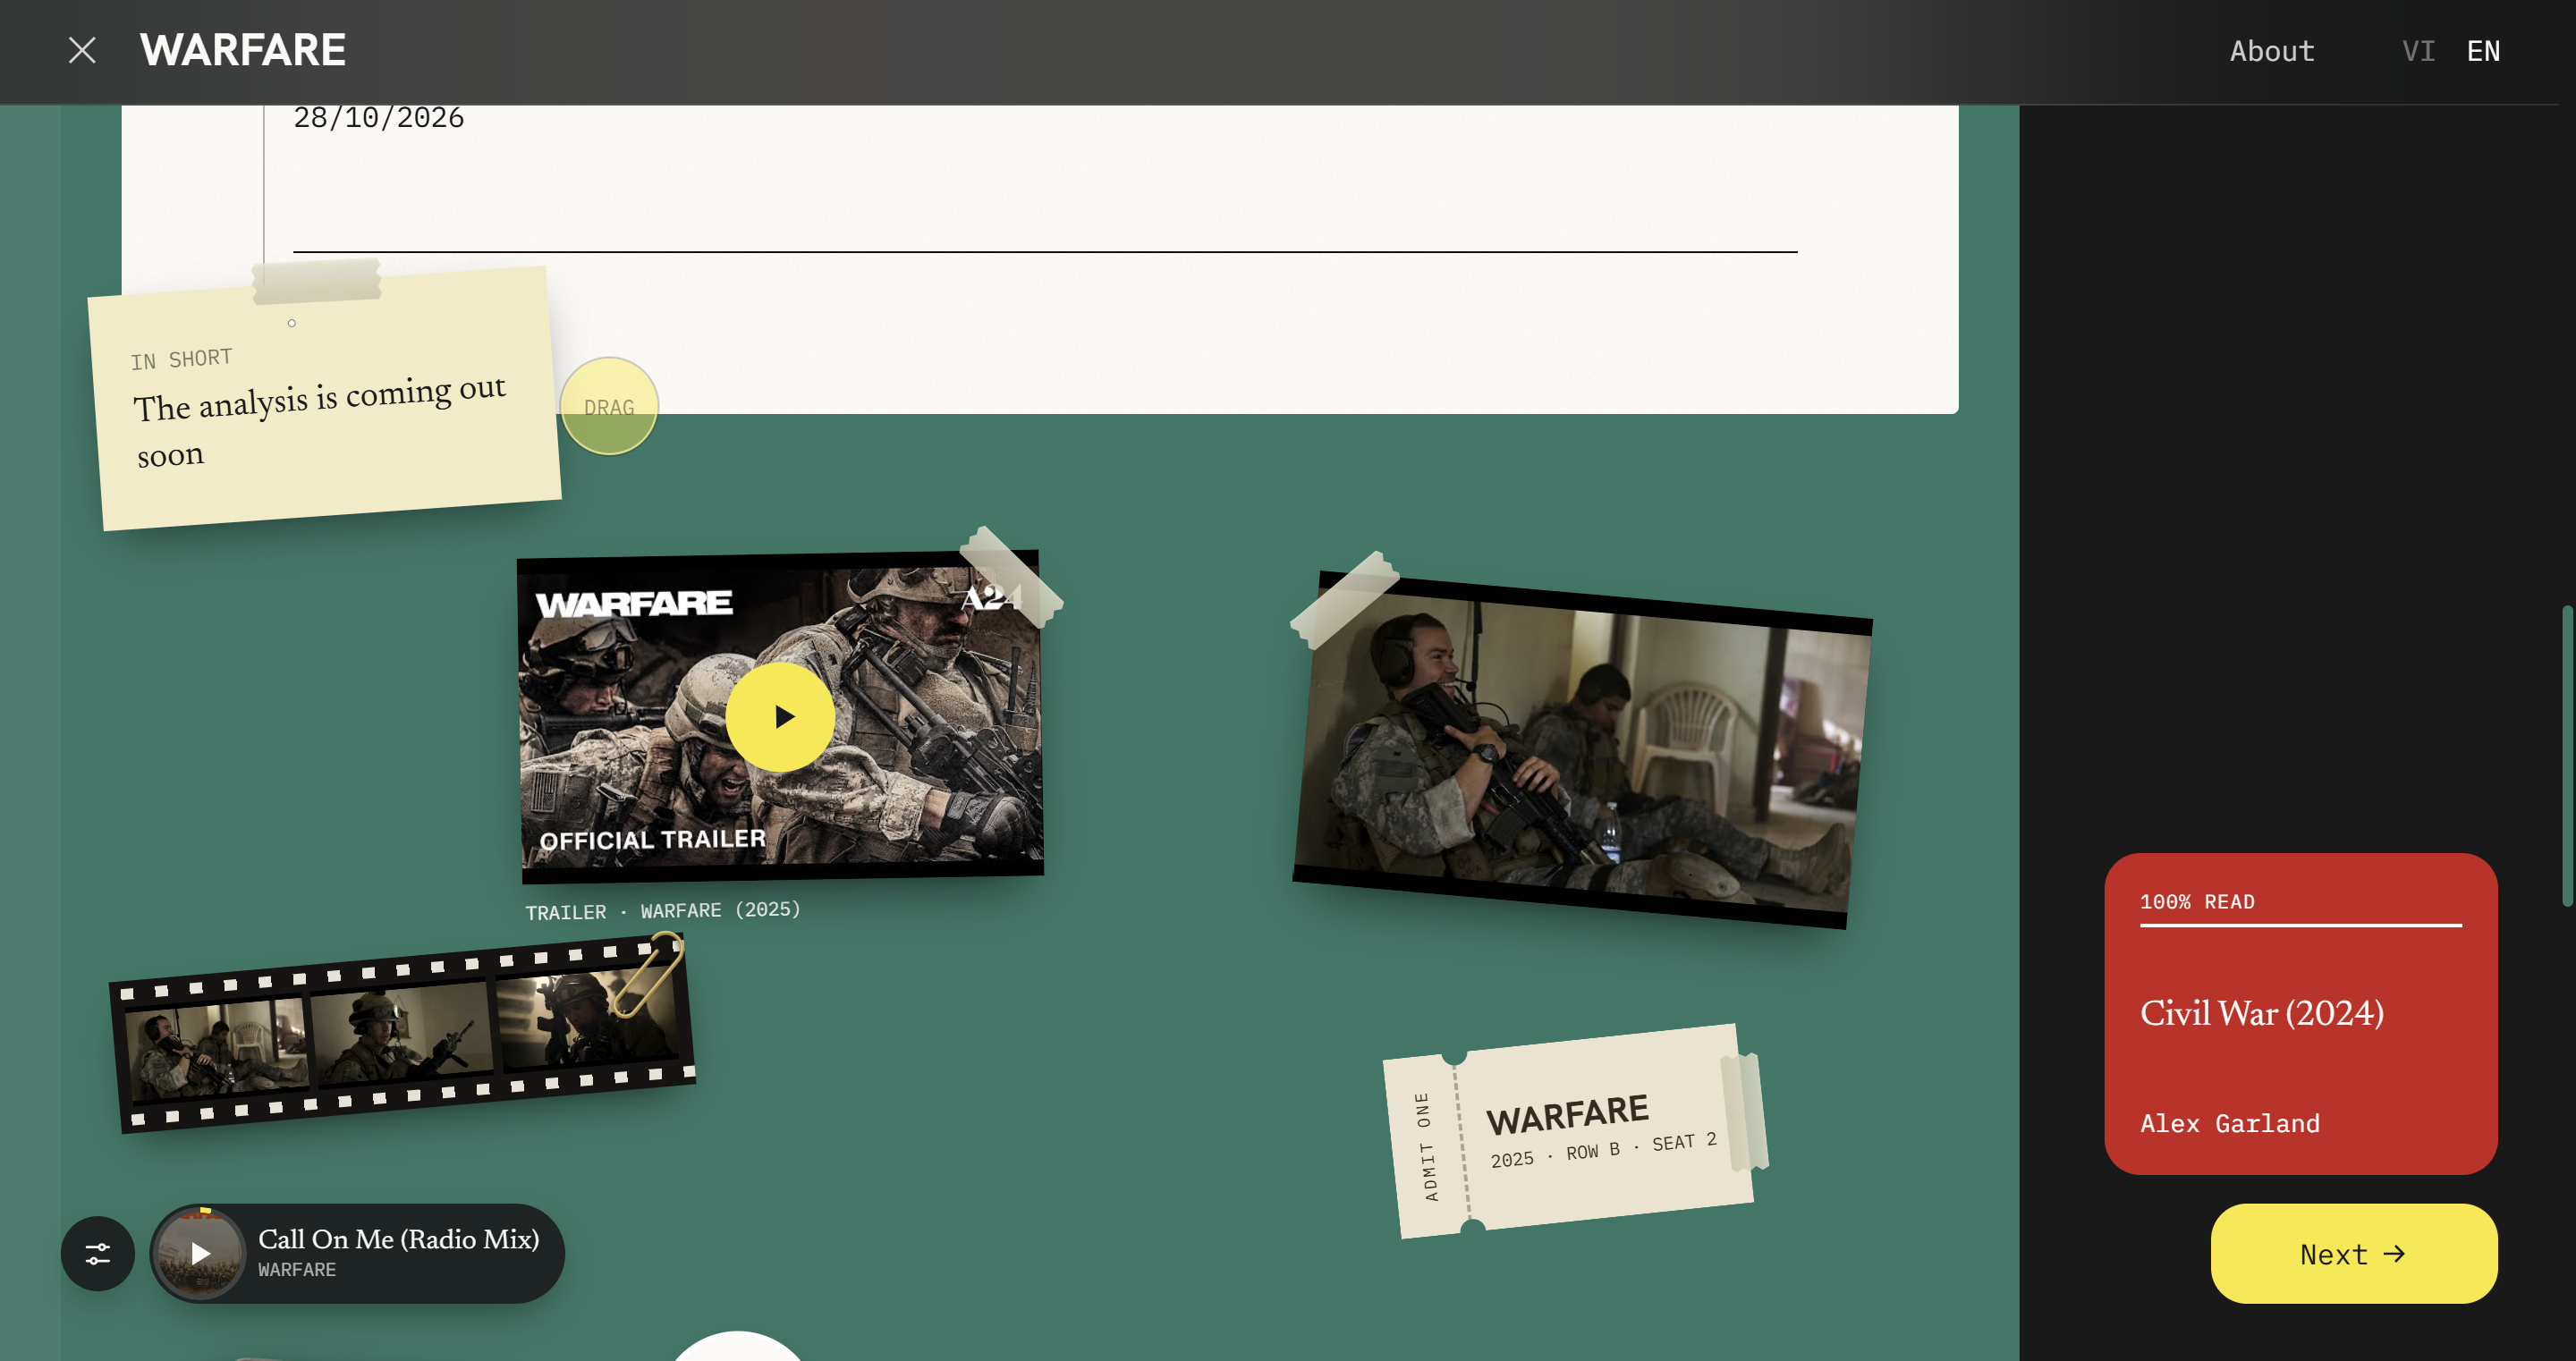 WARFARE
About
VI
EN
28/10/2026
IN SHORT
The analysis is coming out
soon
DRAG
WARFARE
A24
OFFICIAL TRAILER
TRAILER · WARFARE (2025)
100% READ
Civil War (2024)
Alex Garland
ADMIT ONE
WARFARE
2025 · ROW B · SEAT 2
Call On Me (Radio Mix)
WARFARE
Next →